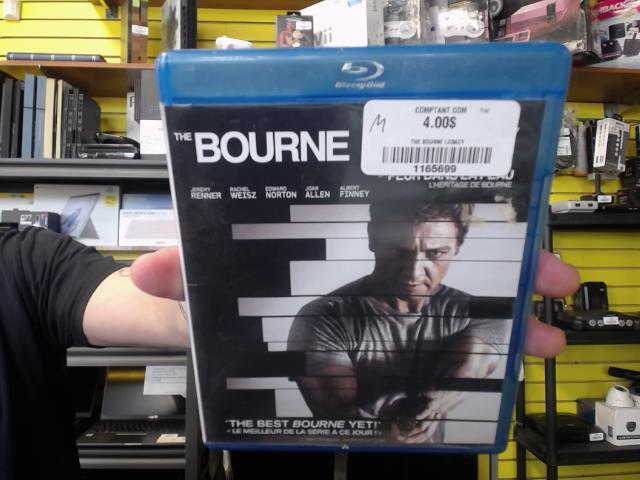 Blu-ray Disc
COMPTANT.COM
M 4.00$
THE BOURNE LEGACY
1165699
THE BOURNE
L'HÉRITAGE DE BOURNE
JEREMY RENNER
RACHEL WEISZ
EDWARD NORTON
JOAN ALLEN
ALBERT FINNEY
"THE BEST BOURNE YET!"
« LE MEILLEUR DE LA SÉRIE À CE JOUR! »
Wii